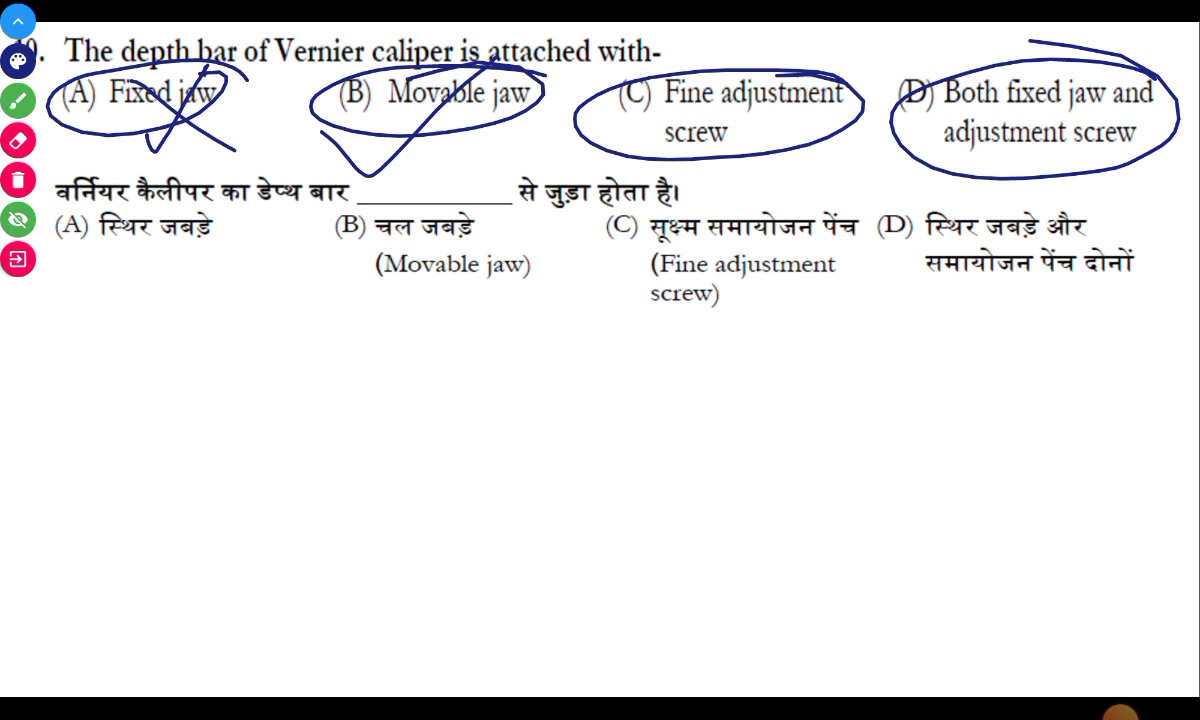 0. The depth bar of Vernier caliper is attached with-
(A) Fixed jaw (B) Movable jaw (C) Fine adjustment screw (D) Both fixed jaw and adjustment screw
वर्नियर कैलीपर का डेप्थ बार ____________ से जुड़ा होता है।
(A) स्थिर जबड़े (B) चल जबड़े (C) सूक्ष्म समायोजन पेंच (D) स्थिर जबड़े और
(Movable jaw) (Fine adjustment समायोजन पेंच दोनों
screw)